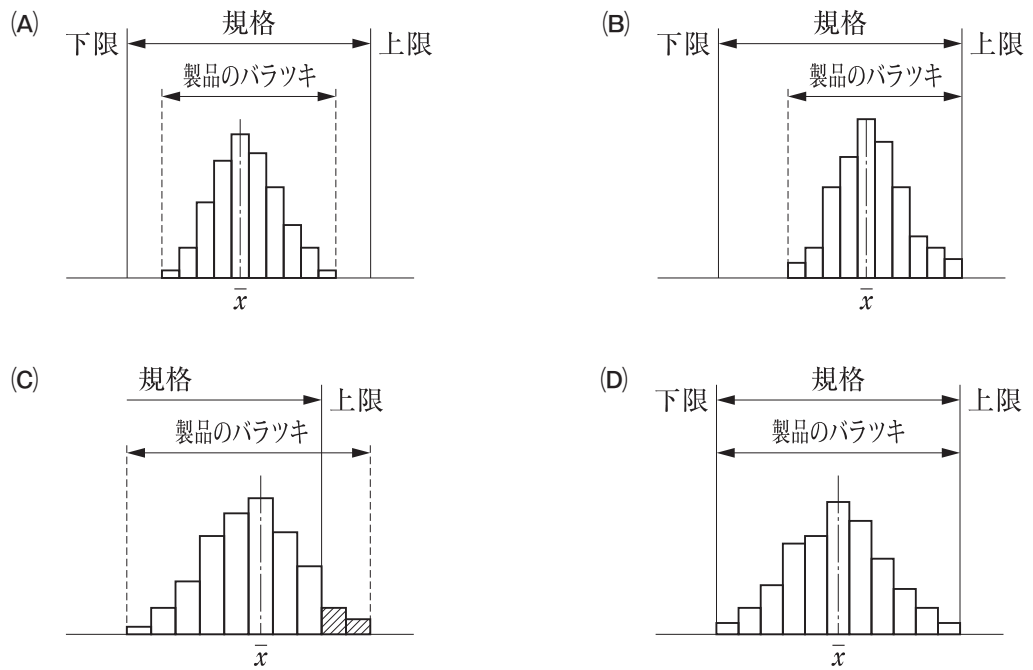 (A)
規格
下限
上限
製品のバラツキ
x̄
(B)
規格
下限
上限
製品のバラツキ
x̄
(C)
規格
上限
製品のバラツキ
x̄
(D)
規格
下限
上限
製品のバラツキ
x̄